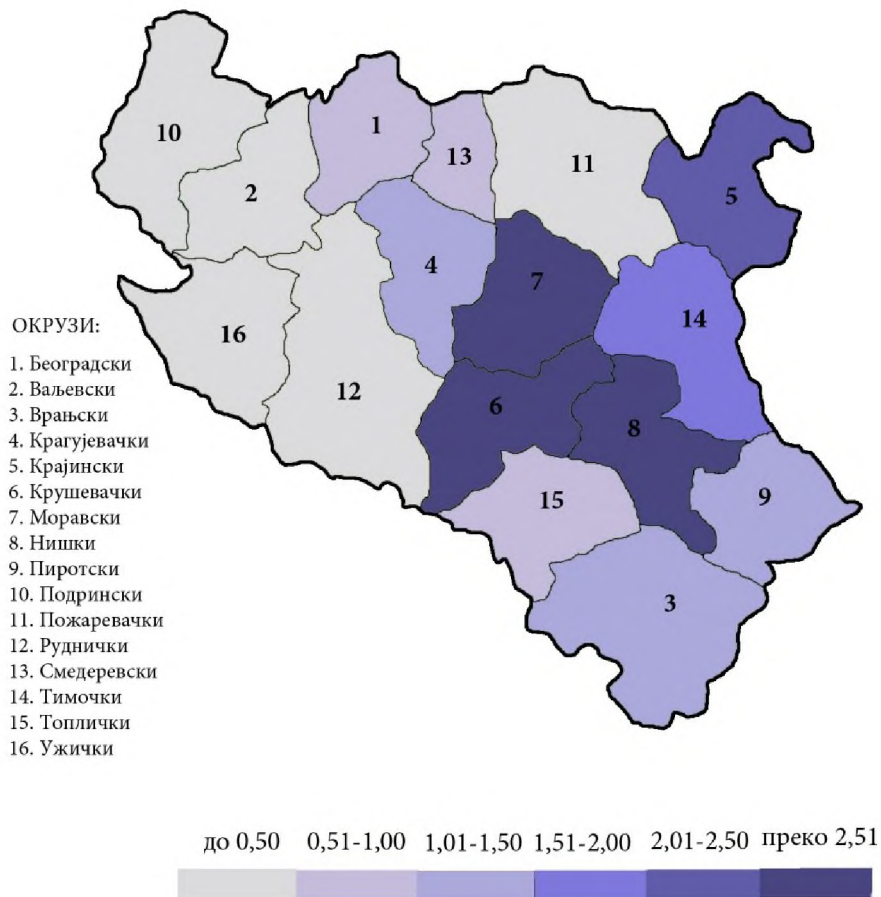 10
1
13
11
5
2
4
7
14
16
12
6
8
15
9
3
ОКРУЗИ:
1. Београдски
2. Ваљевски
3. Врањски
4. Крагујевачки
5. Крајински
6. Крушевачки
7. Моравски
8. Нишки
9. Пиротски
10. Подрински
11. Пожаревачки
12. Руднички
13. Смедеревски
14. Тимочки
15. Топлички
16. Ужички
до 0,50 0,51-1,00 1,01-1,50 1,51-2,00 2,01-2,50 преко 2,51